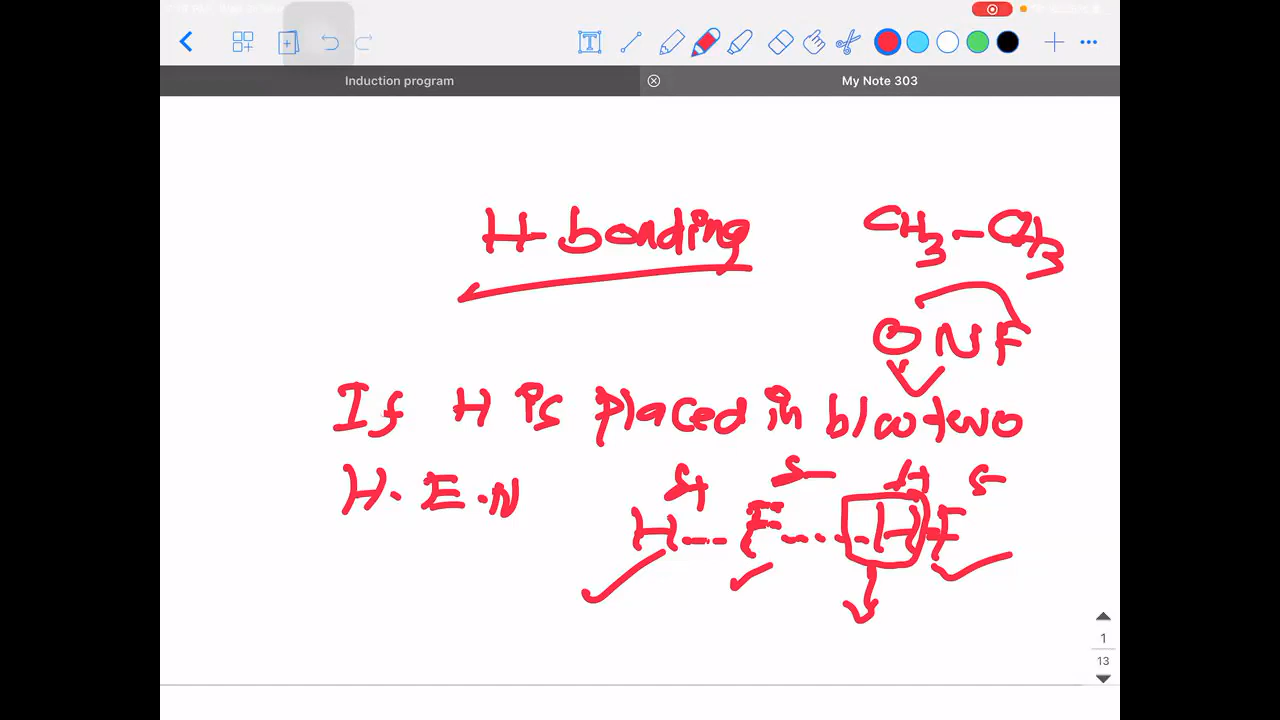 Induction program
My Note 303
H bonding
CH3-CH3
O N F
If H is placed in b/w two
H. E.N
δ+ δ- δ+ δ-
H---F----H-F
1
13